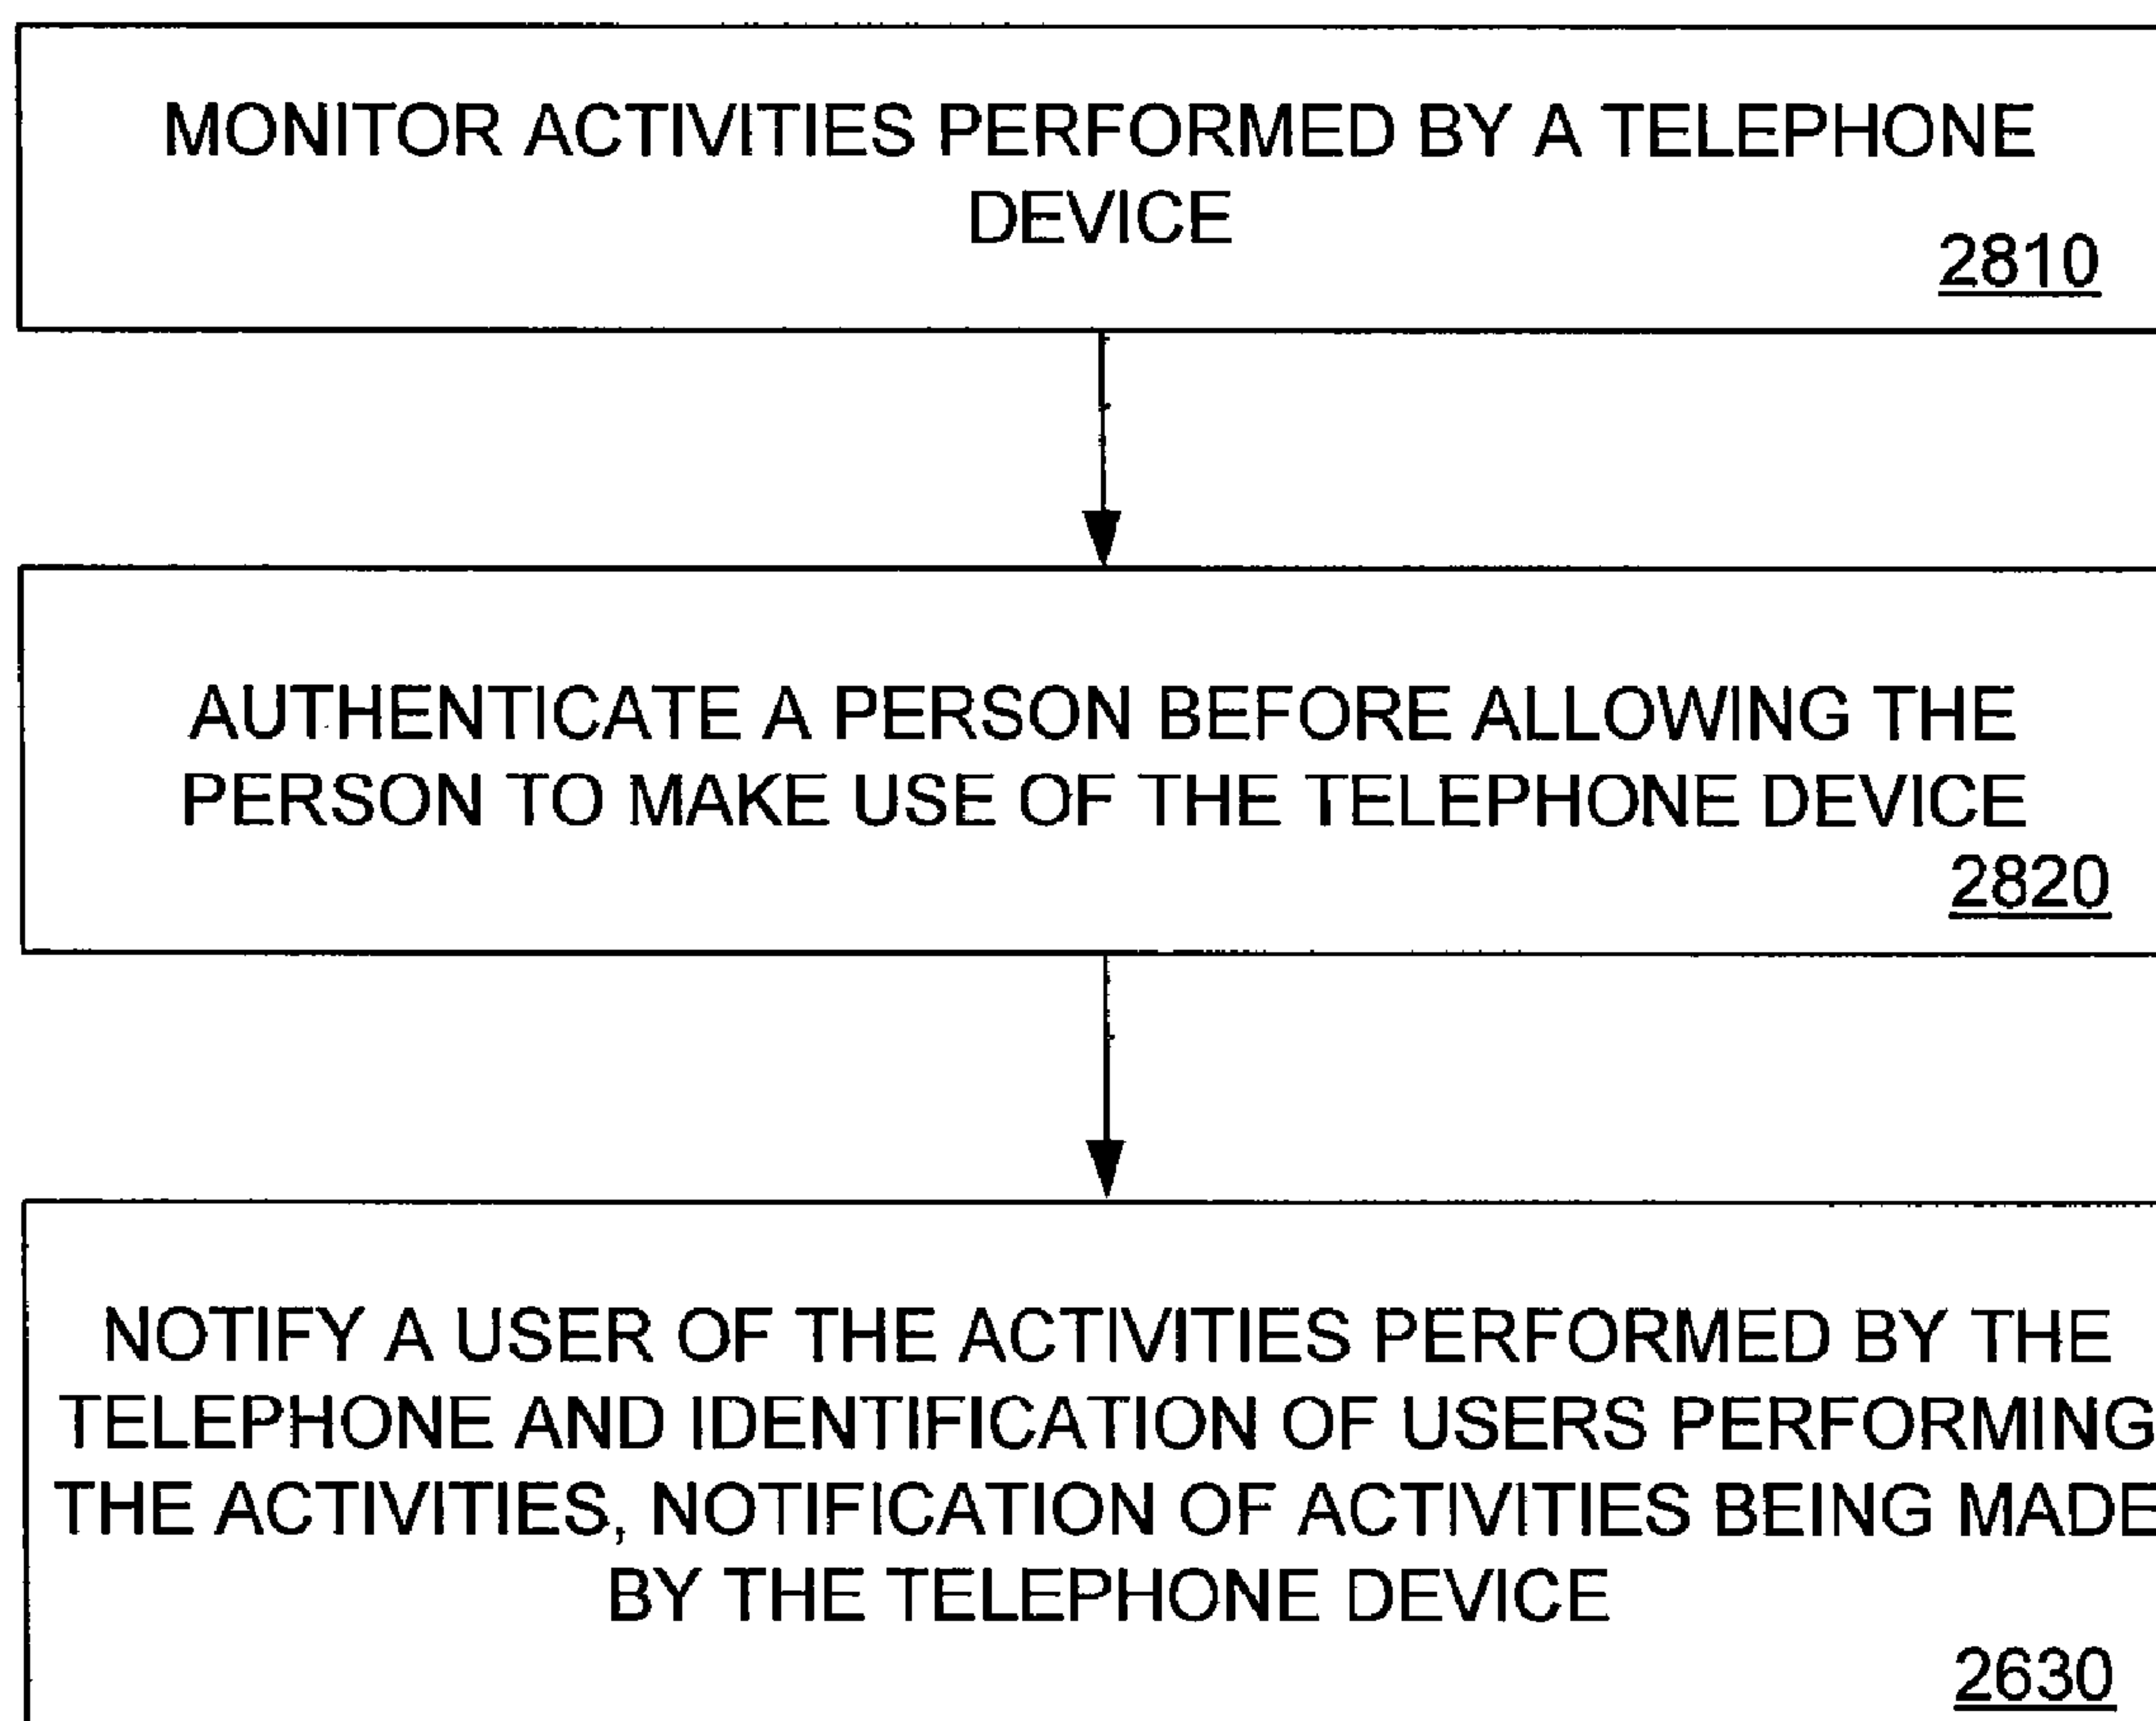 MONITOR ACTIVITIES PERFORMED BY A TELEPHONE
DEVICE
2810
AUTHENTICATE A PERSON BEFORE ALLOWING THE
PERSON TO MAKE USE OF THE TELEPHONE DEVICE
2820
NOTIFY A USER OF THE ACTIVITIES PERFORMED BY THE
TELEPHONE AND IDENTIFICATION OF USERS PERFORMING
THE ACTIVITIES, NOTIFICATION OF ACTIVITIES BEING MADE
BY THE TELEPHONE DEVICE
2630